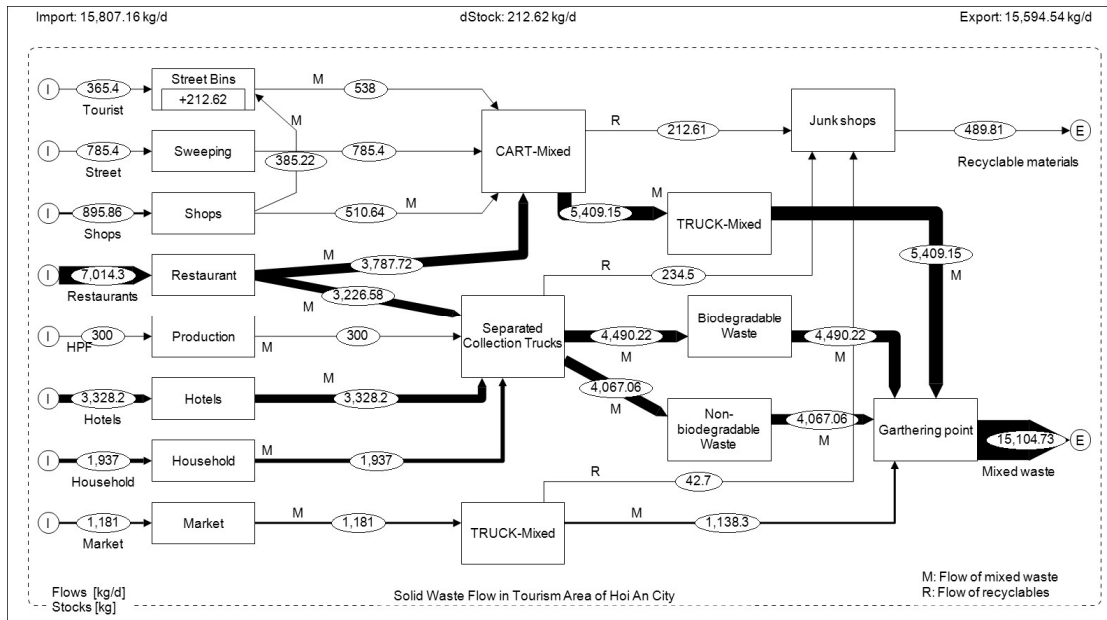 Import: 15,807.16 kg/d
dStock: 212.62 kg/d
Export: 15,594.54 kg/d
I
365.4
Tourist
Street Bins
+212.62
M
538
M
385.22
I
785.4
Street
Sweeping
785.4
I
895.86
Shops
Shops
510.64
M
CART-Mixed
R
212.61
Junk shops
489.81
E
Recyclable materials
M
5,409.15
TRUCK-Mixed
5,409.15
M
I
7,014.3
Restaurants
Restaurant
M
3,787.72
3,226.58
M
R
234.5
I
300
HPF
Production
M
300
Separated
Collection Trucks
4,490.22
M
Biodegradable
Waste
4,490.22
M
4,067.06
M
Non-
biodegradable
Waste
4,067.06
M
I
3,328.2
Hotels
Hotels
M
3,328.2
Garthering point
15,104.73
E
Mixed waste
I
1,937
Household
Household
M
1,937
R
42.7
I
1,181
Market
Market
M
1,181
TRUCK-Mixed
M
1,138.3
Flows [kg/d]
Stocks [kg]
Solid Waste Flow in Tourism Area of Hoi An City
M: Flow of mixed waste
R: Flow of recyclables